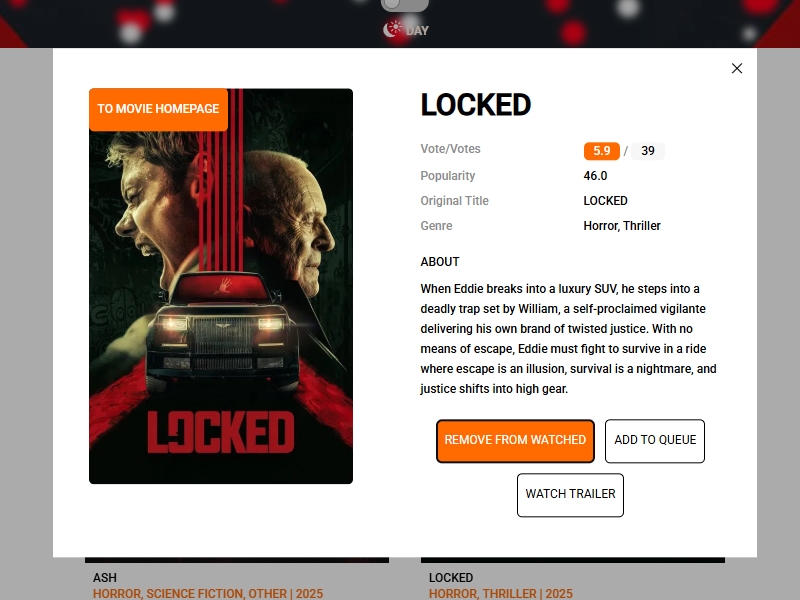 DAY
TO MOVIE HOMEPAGE
LOCKED
LOCKED
Vote/Votes 5.9 / 39
Popularity 46.0
Original Title LOCKED
Genre Horror, Thriller
ABOUT
When Eddie breaks into a luxury SUV, he steps into a
deadly trap set by William, a self-proclaimed vigilante
delivering his own brand of twisted justice. With no
means of escape, Eddie must fight to survive in a ride
where escape is an illusion, survival is a nightmare, and
justice shifts into high gear.
REMOVE FROM WATCHED
ADD TO QUEUE
WATCH TRAILER
ASH
HORROR, SCIENCE FICTION, OTHER | 2025
LOCKED
HORROR, THRILLER | 2025